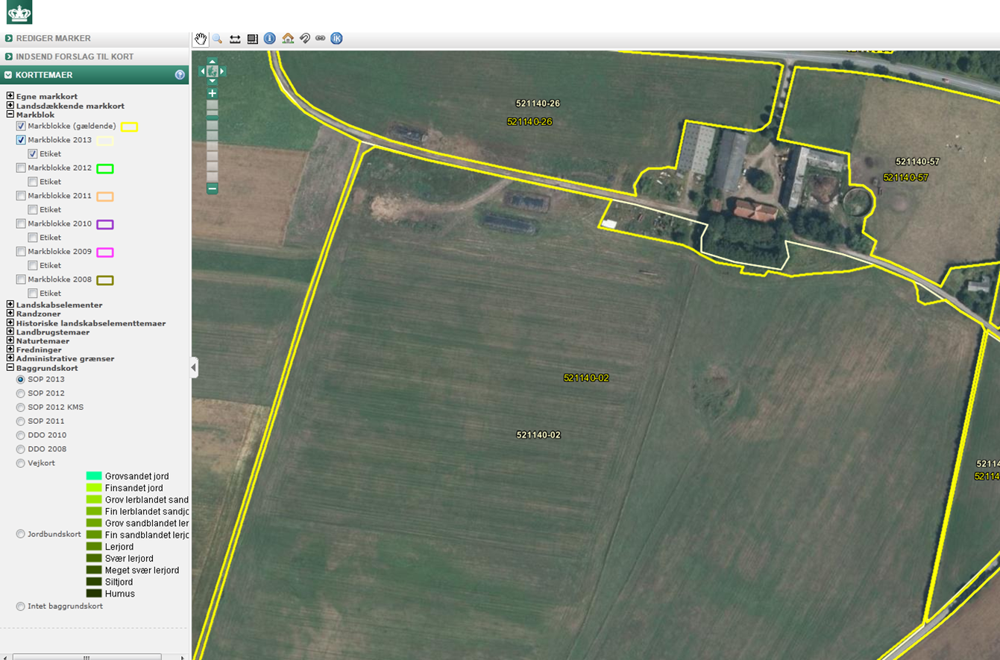 REDIGER MARKER
INDSEND FORSLAG TIL KORT
KORTTEMAER
?
i
IK
Egne markkort
Landsdækkende markkort
Markblok
Markblokke (gældende)
Markblokke 2013
Etiket
Markblokke 2012
Etiket
Markblokke 2011
Etiket
Markblokke 2010
Etiket
Markblokke 2009
Etiket
Markblokke 2008
Etiket
Landskabselementer
Randzoner
Historiske landskabselementtemaer
Landbrugstemaer
Naturtemaer
Fredninger
Administrative grænser
Baggrundskort
SOP 2013
SOP 2012
SOP 2012 KMS
SOP 2011
DDO 2010
DDO 2008
Vejkort
Grovsandet jord
Finsandet jord
Grov lerblandet sand
Fin lerblandet sandjo
Grov sandblandet ler
Jordbundskort
Fin sandblandet lerjo
Lerjord
Svær lerjord
Meget svær lerjord
Siltjord
Humus
Intet baggrundskort
521140-26
521140-26
521140-57
521140-57
521140-02
521140-02
52114
52114